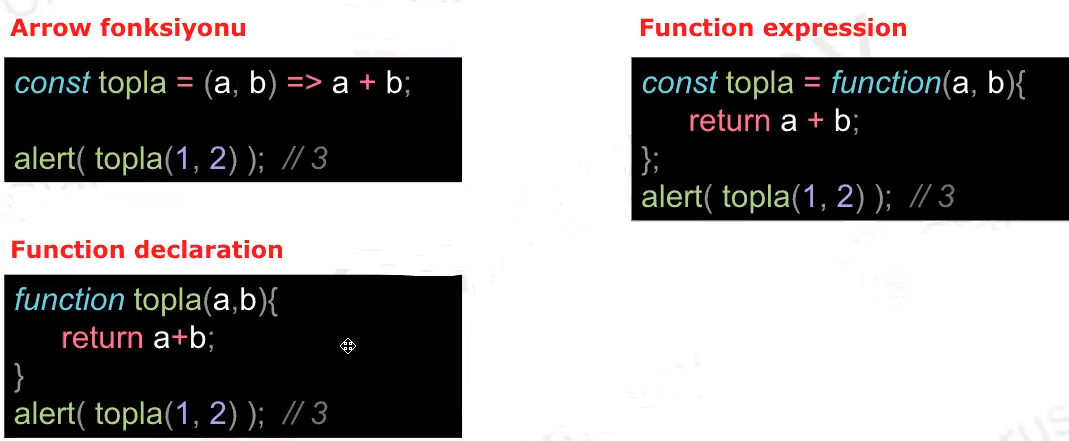 Arrow fonksiyonu
const topla = (a, b) => a + b;
alert( topla(1, 2) ); // 3
Function expression
const topla = function(a, b){
return a + b;
};
alert( topla(1, 2) ); // 3
Function declaration
function topla(a,b){
return a+b;
}
alert( topla(1, 2) ); // 3